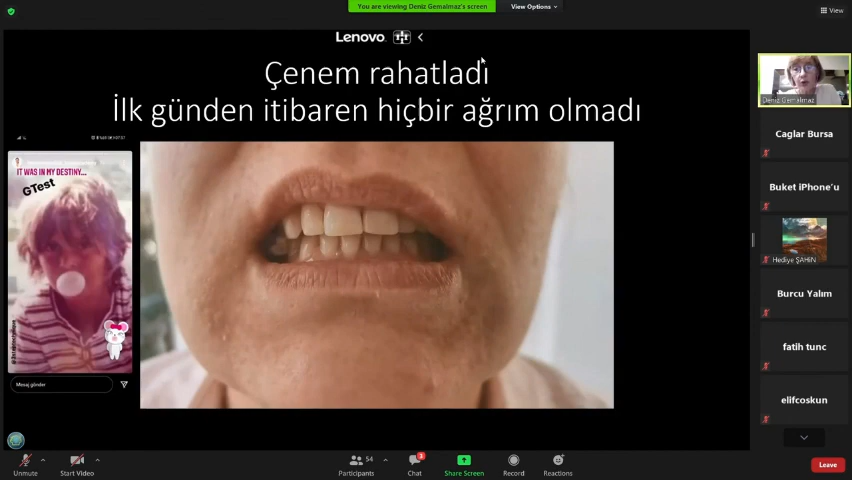 You are viewing Deniz Gemalmaz's screen
View Options
View
Lenovo
Çenem rahatladı
İlk günden itibaren hiçbir ağrım olmadı
IT WAS IN MY DESTINY...
GTest
Mesaj gönder
Deniz Gemalmaz
Caglar Bursa
Buket iPhone'u
Hediye ŞAHiN
Burcu Yalım
fatih tunc
elifcoskun
Unmute
Start Video
54
Participants
3
Chat
Share Screen
Record
Reactions
Leave